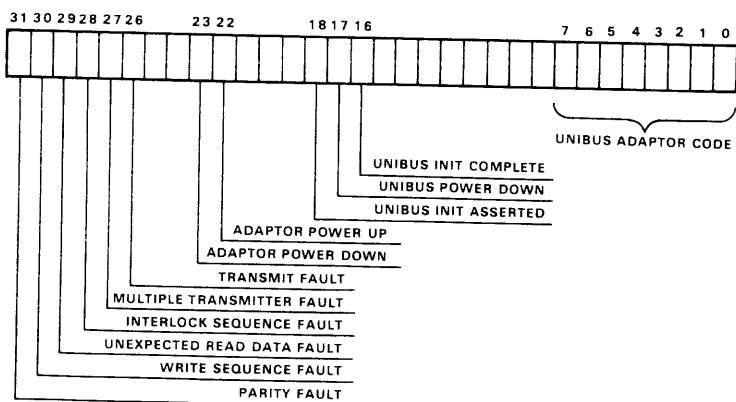 31 30 29 28 27 26 23 22 18 17 16 7 6 5 4 3 2 1 0
UNIBUS ADAPTOR CODE
UNIBUS INIT COMPLETE
UNIBUS POWER DOWN
UNIBUS INIT ASSERTED
ADAPTOR POWER UP
ADAPTOR POWER DOWN
TRANSMIT FAULT
MULTIPLE TRANSMITTER FAULT
INTERLOCK SEQUENCE FAULT
UNEXPECTED READ DATA FAULT
WRITE SEQUENCE FAULT
PARITY FAULT